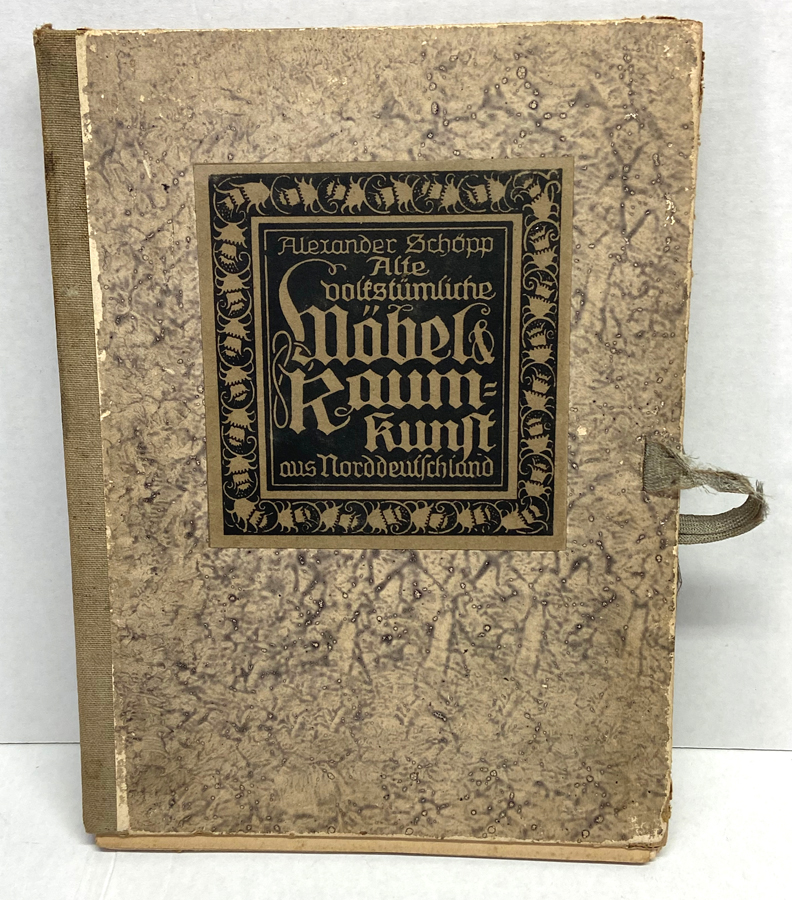 Alexander Schöpp
Alte
volkstümliche
Möbel &
Raum=
kunst
aus Norddeutschland